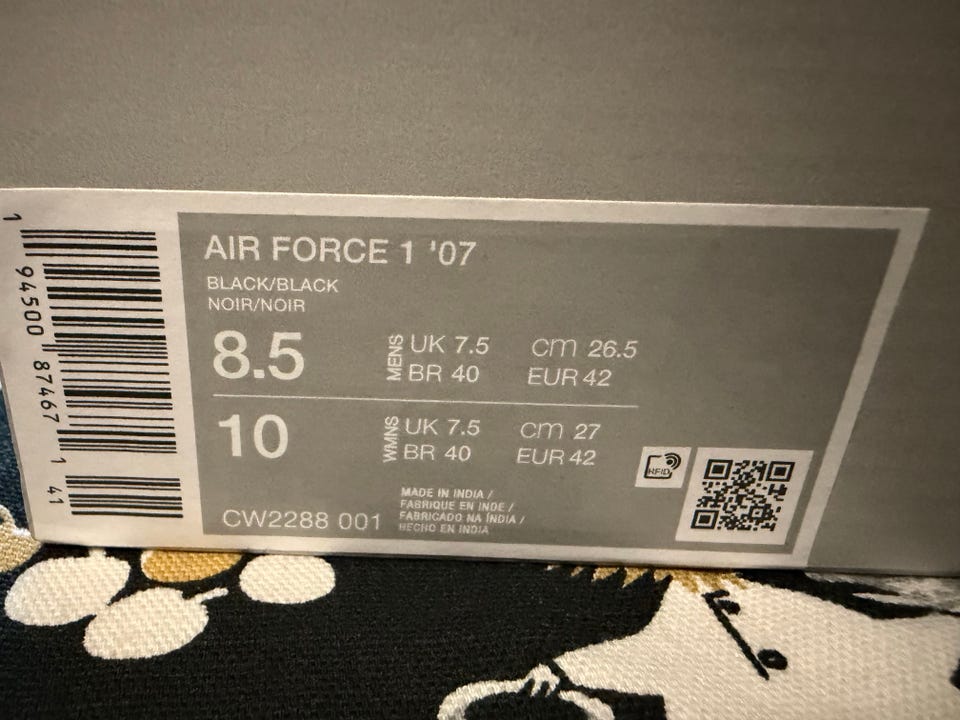 AIR FORCE 1 '07
BLACK/BLACK
NOIR/NOIR
8.5 MENS UK 7.5 cm 26.5
BR 40 EUR 42
10 WMNS UK 7.5 cm 27
BR 40 EUR 42
RFID
CW2288 001
MADE IN INDIA /
FABRIQUE EN INDE /
FABRICADO NA ÍNDIA /
HECHO EN INDIA
1 94500 87467 1 41